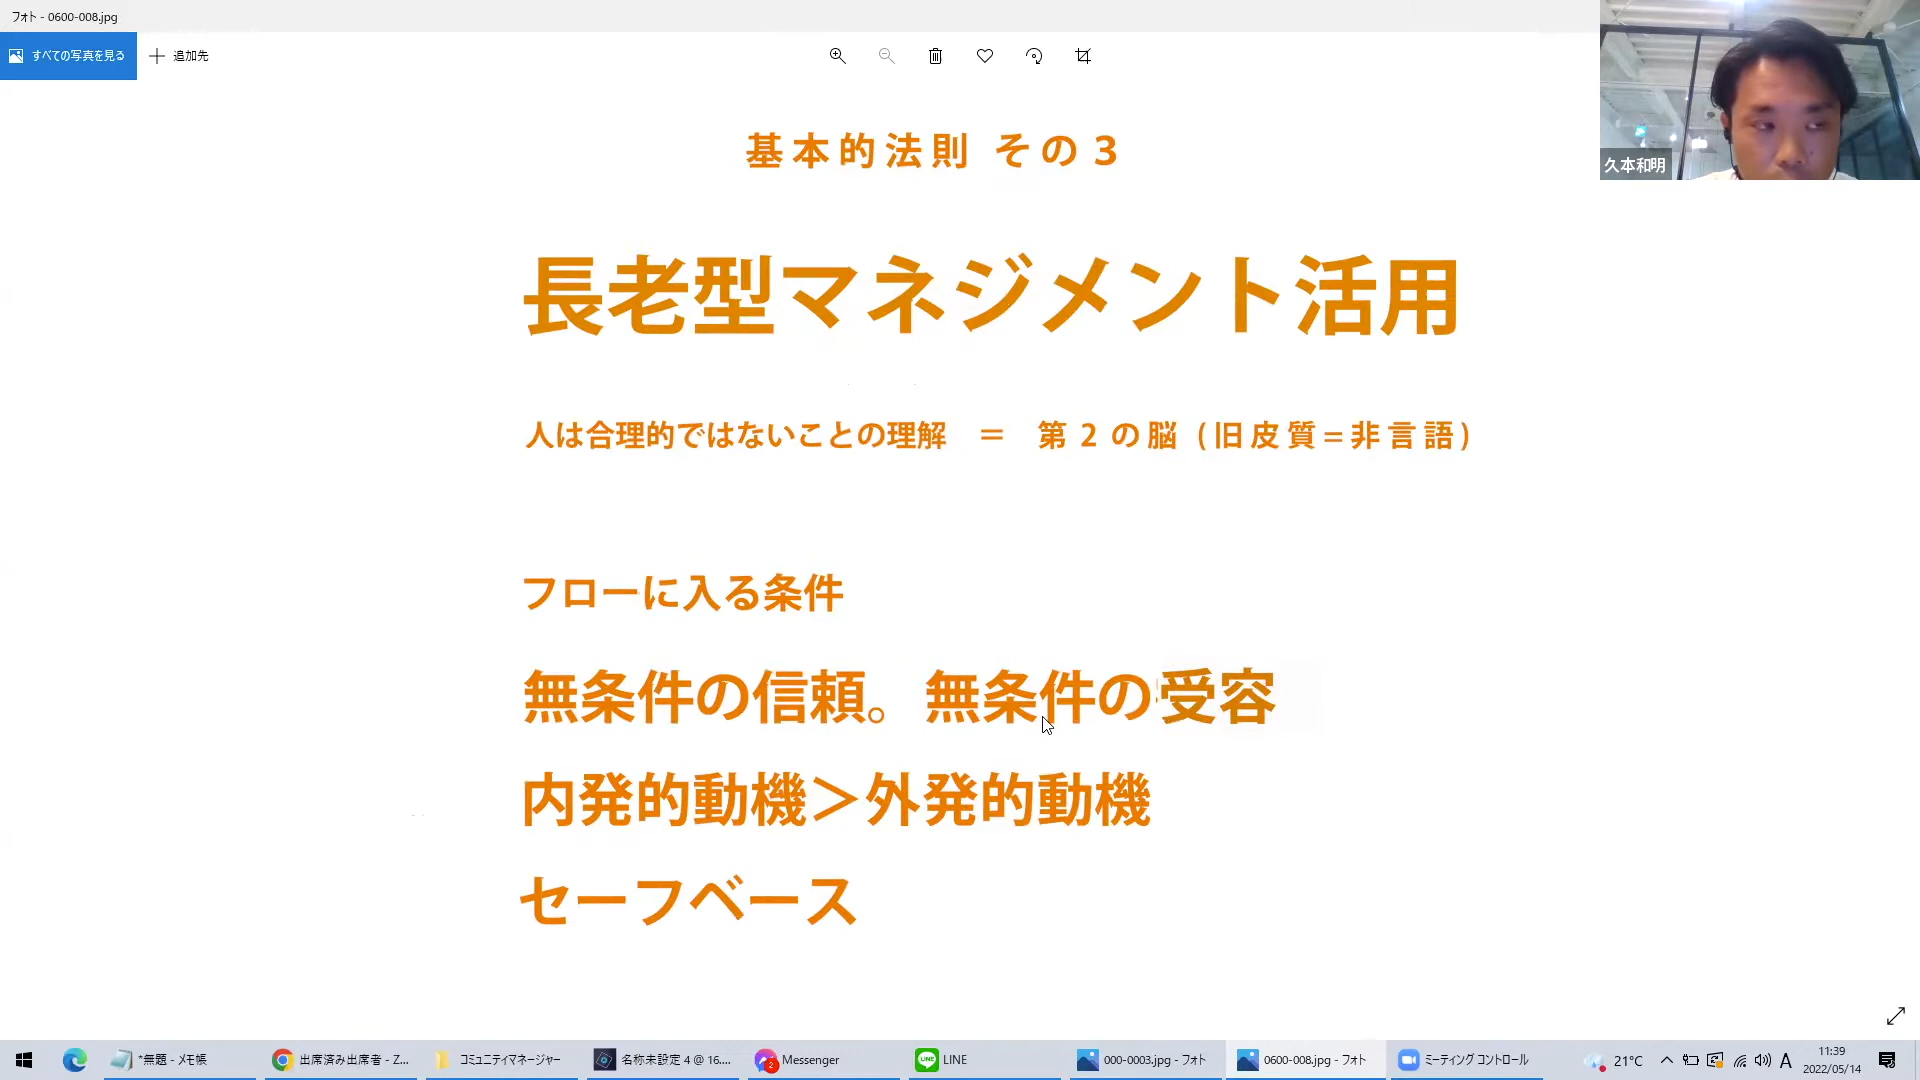 フォト - 0600-008.jpg
すべての写真を見る
追加先
久本和明
基本的法則 その3
長老型マネジメント活用
人は合理的ではないことの理解 ＝ 第2の脳 (旧皮質=非言語)
フローに入る条件
無条件の信頼。無条件の受容
内発的動機＞外発的動機
セーフベース
*無題 - メモ帳
出席済み出席者 - Z...
コミュニティマネージャー
名称未設定 4 @ 16....
2
Messenger
LINE
LINE
000-0003.jpg - フォト
0600-008.jpg - フォト
ミーティング コントロール
21°C
A
11:39
2022/05/14